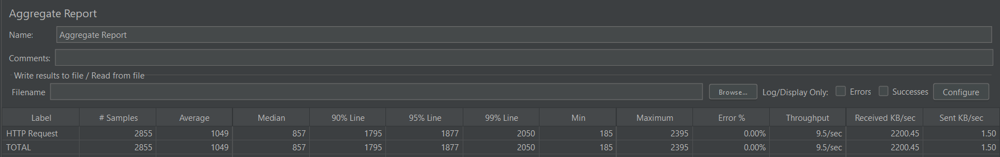 Aggregate Report
Name: Aggregate Report
Comments:
Write results to file / Read from file
Filename Browse... Log/Display Only: Errors Successes Configure
Label # Samples Average Median 90% Line 95% Line 99% Line Min Maximum Error % Throughput Received KB/sec Sent KB/sec
HTTP Request 2855 1049 857 1795 1877 2050 185 2395 0.00% 9.5/sec 2200.45 1.50
TOTAL 2855 1049 857 1795 1877 2050 185 2395 0.00% 9.5/sec 2200.45 1.50